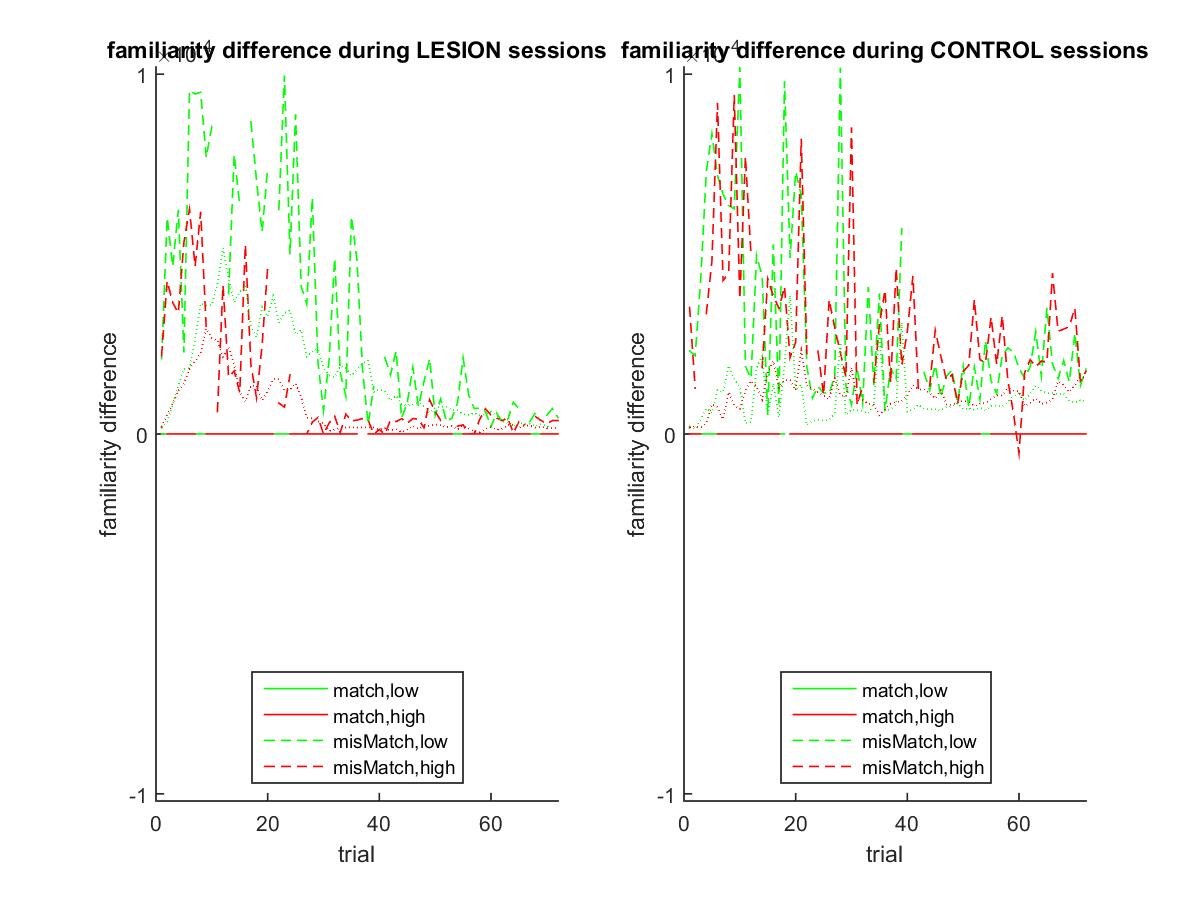 familiarity difference during LESION sessions
familiarity difference during CONTROL sessions
1
0
-1
familiarity difference
0
20
40
60
trial
match,low
match,high
misMatch,low
misMatch,high
1
0
-1
familiarity difference
0
20
40
60
trial
match,low
match,high
misMatch,low
misMatch,high